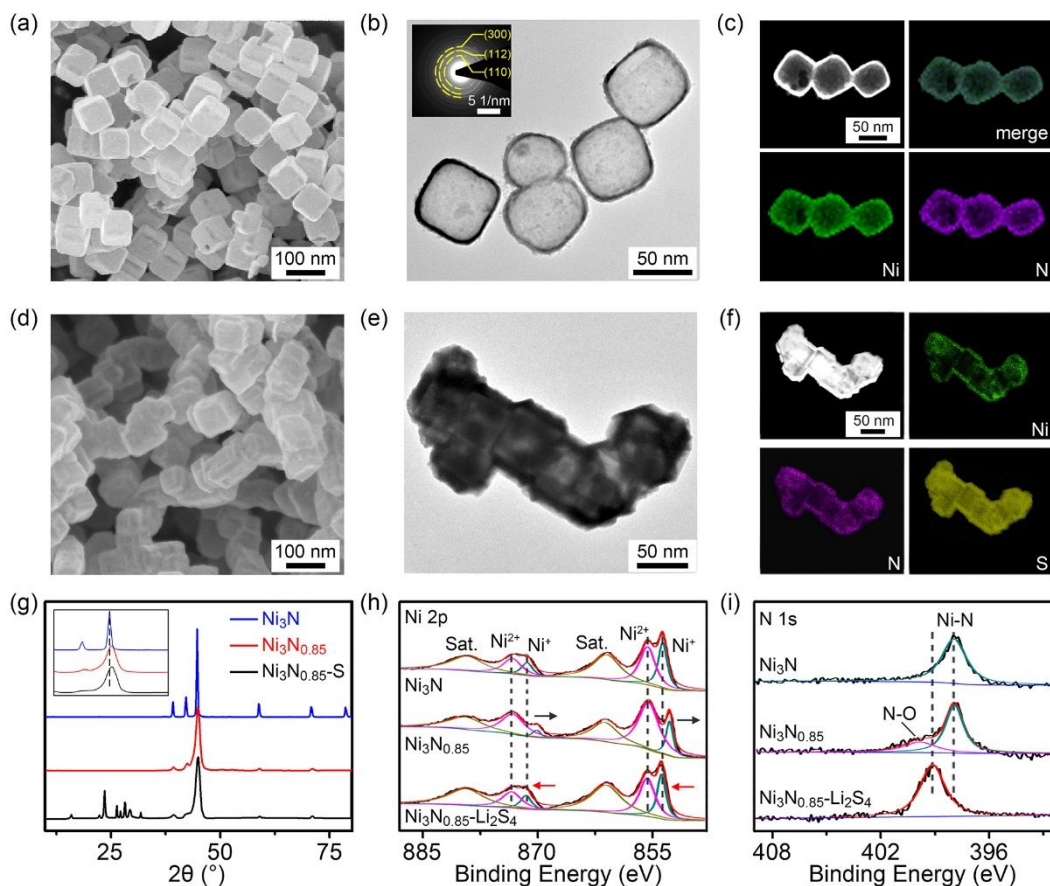 (a)
100 nm
(b)
(300)
(112)
(110)
5 1/nm
50 nm
(c)
50 nm
merge
Ni
N
(d)
100 nm
(e)
50 nm
(f)
50 nm
Ni
N
S
(g)
Ni₃N
Ni₃N₀.₈₅
Ni₃N₀.₈₅-S
25 50 75
2θ (°)
(h)
Ni 2p
Sat. Ni²⁺ Ni⁺ Sat. Ni²⁺ Ni⁺
Ni₃N
Ni₃N₀.₈₅
Ni₃N₀.₈₅-Li₂S₄
885 870 855
Binding Energy (eV)
(i)
N 1s
Ni-N
Ni₃N
N-O
Ni₃N₀.₈₅
Ni₃N₀.₈₅-Li₂S₄
408 402 396
Binding Energy (eV)